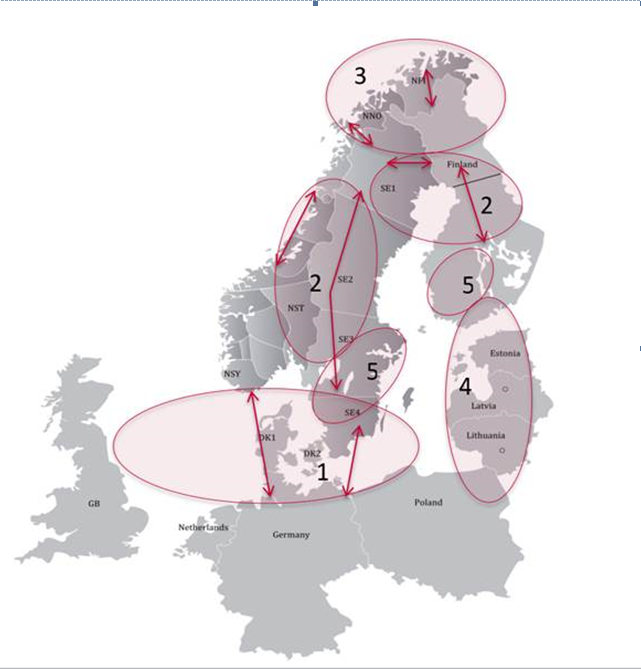 3
NFI
NNO
Finland
SE1
2
2
SE2
5
NST
SE3
Estonia
5
4
NSY
Latvia
SE4
DK1
Lithuania
DK2
1
GB
Poland
Netherlands
Germany